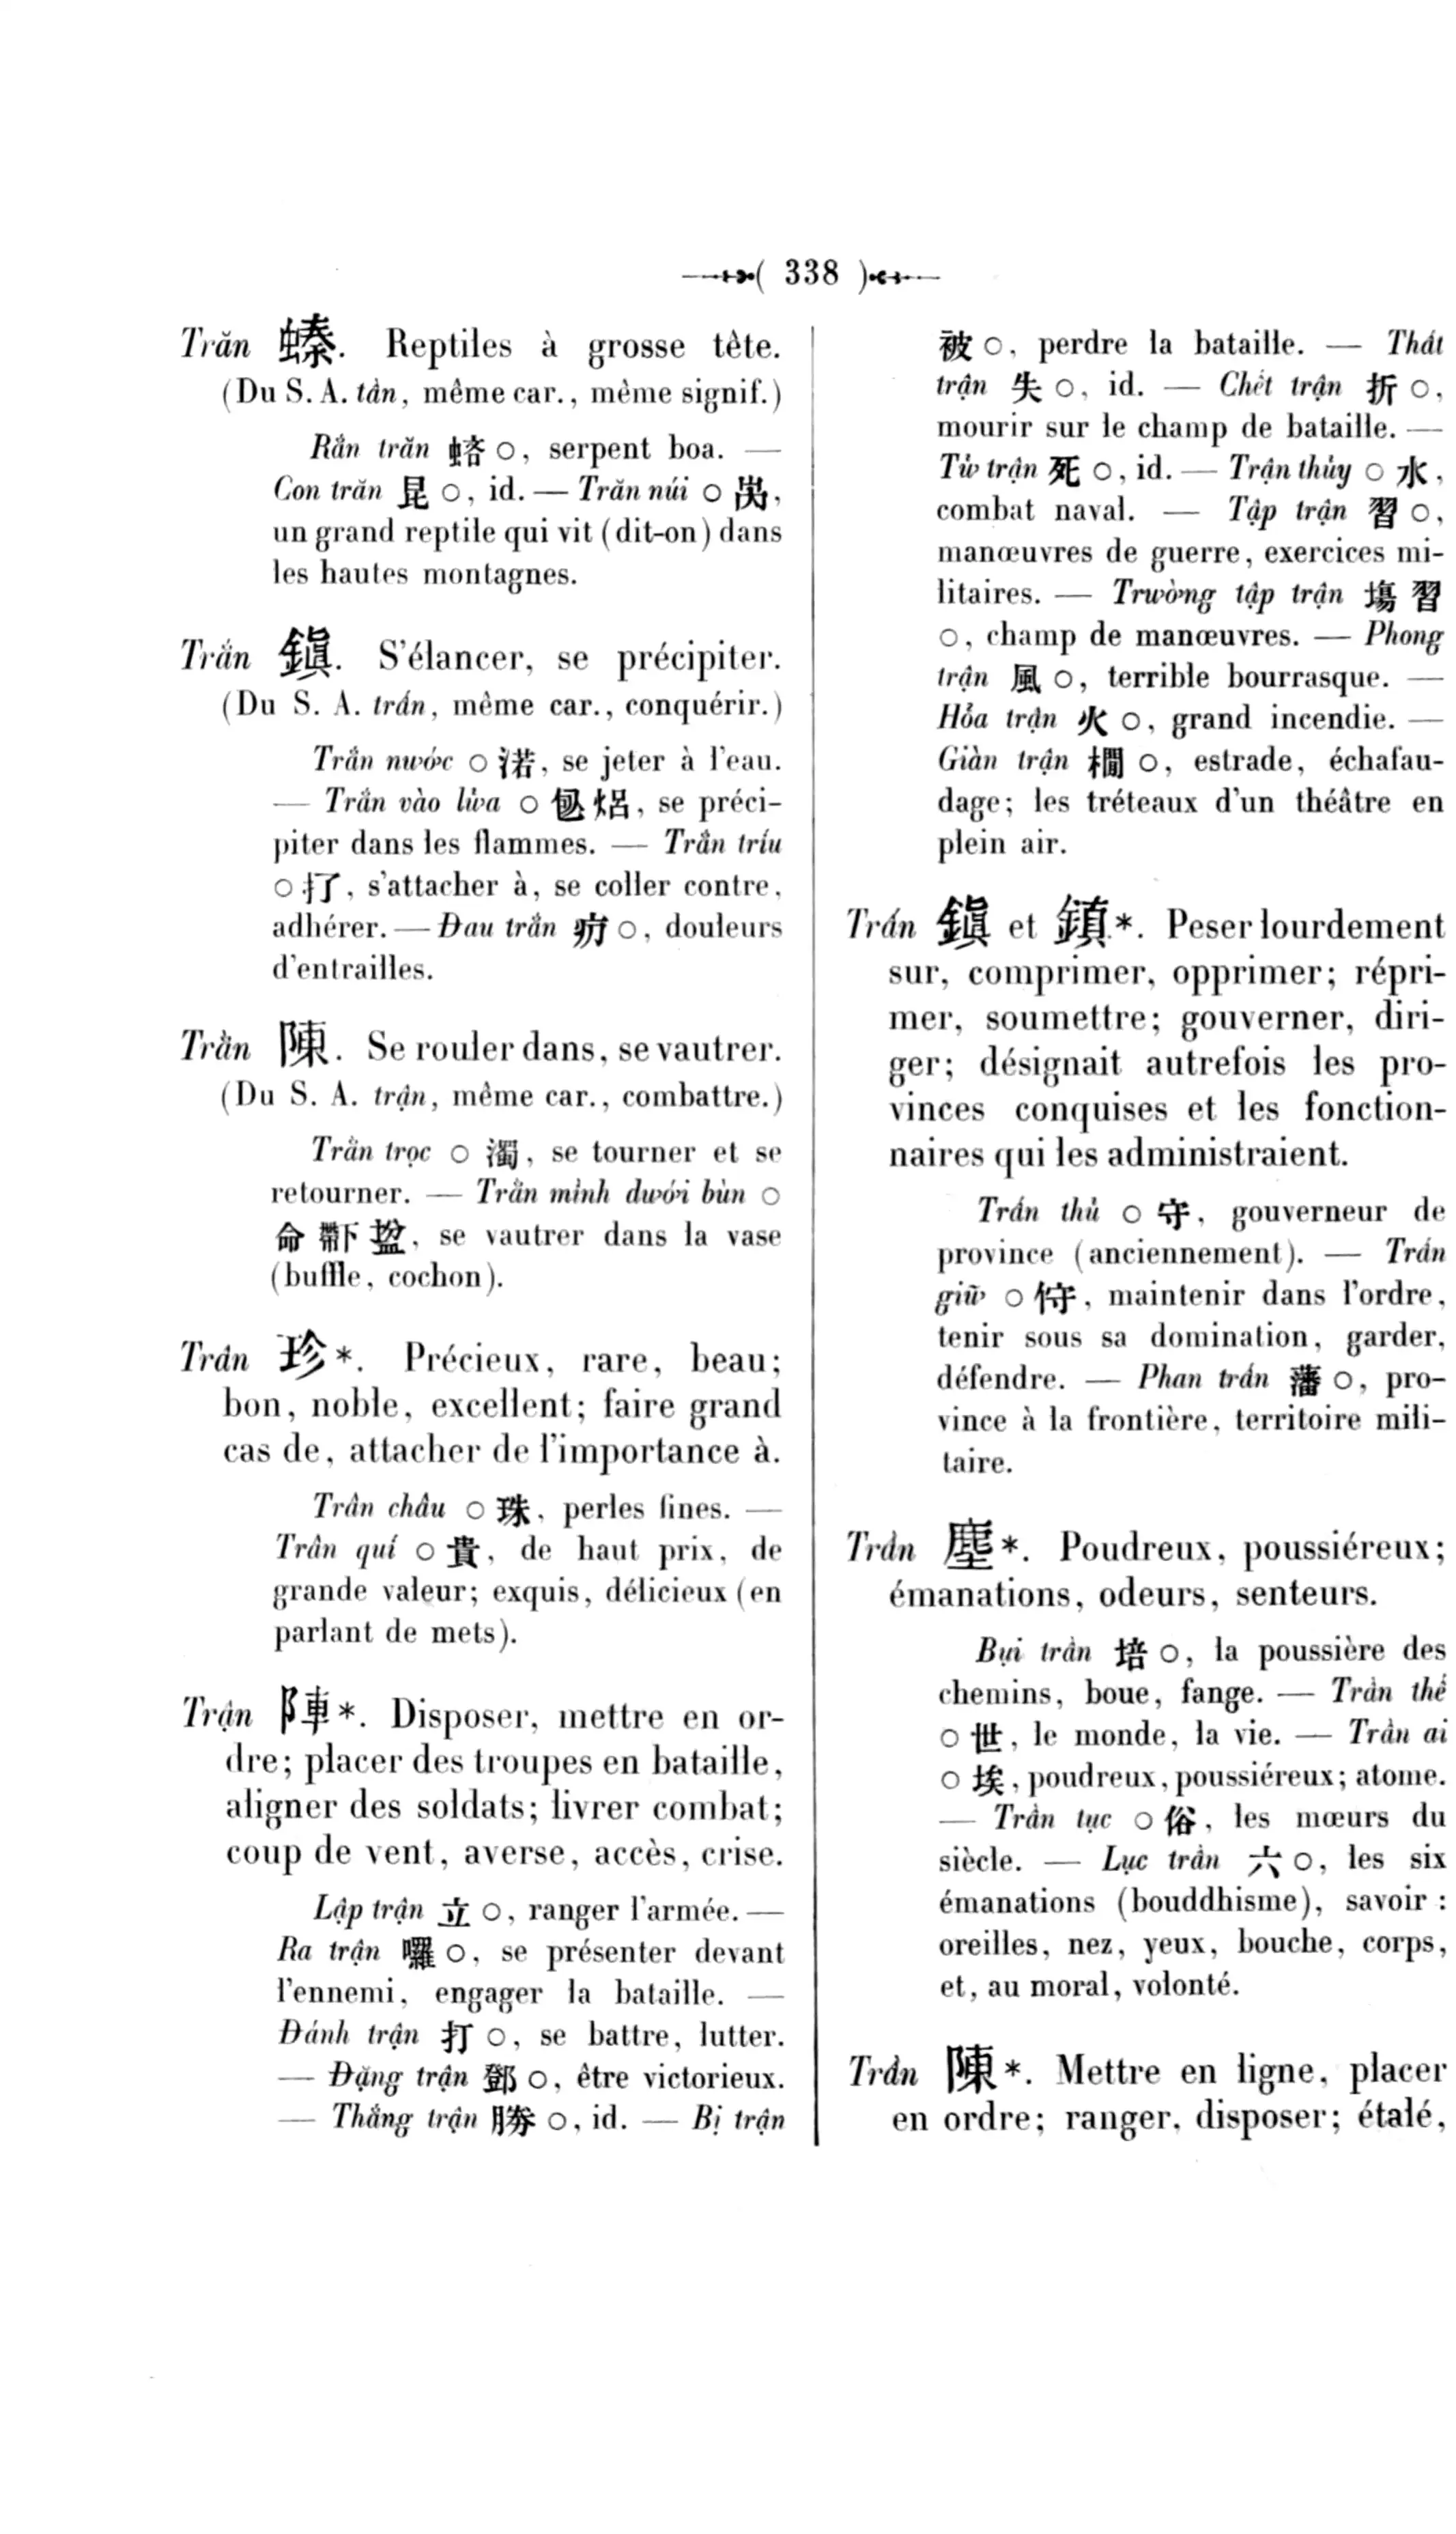 ( 338 )
Trăn 螓. Reptiles à grosse tête.
(Du S. A. tần, même car., même signif.)
Rắn trăn 𧋻 ○, serpent boa. —
Con trăn 昆 ○, id. — Trăn núi ○ 𡶀,
un grand reptile qui vit (dit-on) dans
les hautes montagnes.
Trấn 鎭. S'élancer, se précipiter.
(Du S. A. trấn, même car., conquérir.)
Trẩn nước ○ 渃, se jeter à l'eau.
— Trẩn vào lửa ○ 𠓨 焒, se préci-
piter dans les flammes. — Trẩn tríu
○ 打, s'attacher à, se coller contre,
adhérer. — Đau trẩn 疠 ○, douleurs
d'entrailles.
Trằn 陳. Se rouler dans, se vautrer.
(Du S. A. trận, même car., combattre.)
Trằn trọc ○ 濁, se tourner et se
retourner. — Trằn mình dưới bùn ○
命 𤲂 㙁, se vautrer dans la vase
(buffle, cochon).
Trân 珍 *. Précieux, rare, beau;
bon, noble, excellent; faire grand
cas de, attacher de l'importance à.
Trân châu ○ 珠, perles fines. —
Trân quí ○ 貴, de haut prix, de
grande valeur; exquis, délicieux (en
parlant de mets).
Trận 陣 *. Disposer, mettre en or-
dre; placer des troupes en bataille,
aligner des soldats; livrer combat;
coup de vent, averse, accès, crise.
Lập trận 立 ○, ranger l'armée. —
Ra trận 囉 ○, se présenter devant
l'ennemi, engager la bataille. —
Đánh trận 打 ○, se battre, lutter.
— Đặng trận 鄧 ○, être victorieux.
— Thắng trận 勝 ○, id. — Bị trận
被 ○, perdre la bataille. — Thất
trận 失 ○, id. — Chết trận 折 ○,
mourir sur le champ de bataille. —
Tử trận 死 ○, id. — Trận thủy ○ 水,
combat naval. — Tập trận 習 ○,
manœuvres de guerre, exercices mi-
litaires. — Trường tập trận 塲 習
○, champ de manœuvres. — Phong
trận 風 ○, terrible bourrasque. —
Hỏa trận 火 ○, grand incendie. —
Giàn trận 橺 ○, estrade, échafau-
dage; les tréteaux d'un théâtre en
plein air.
Trấn 鎭 et 鎮 *. Peser lourdement
sur, comprimer, opprimer; répri-
mer, soumettre; gouverner, diri-
ger; désignait autrefois les pro-
vinces conquises et les fonction-
naires qui les administraient.
Trấn thủ ○ 守, gouverneur de
province (anciennement). — Trấn
giữ ○ 㑏, maintenir dans l'ordre,
tenir sous sa domination, garder,
défendre. — Phan trấn 藩 ○, pro-
vince à la frontière, territoire mili-
taire.
Trần 塵 *. Poudreux, poussiéreux;
émanations, odeurs, senteurs.
Bụi trần 培 ○, la poussière des
chemins, boue, fange. — Trần thế
○ 世, le monde, la vie. — Trần ai
○ 埃, poudreux, poussiéreux; atome.
— Trần tục ○ 俗, les mœurs du
siècle. — Lục trần 六 ○, les six
émanations (bouddhisme), savoir :
oreilles, nez, yeux, bouche, corps,
et, au moral, volonté.
Trần 陳 *. Mettre en ligne, placer
en ordre; ranger, disposer; étalé,